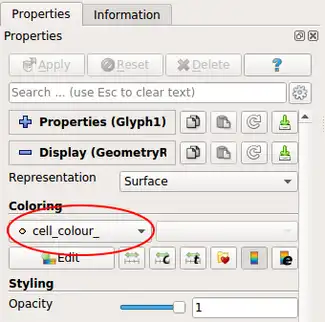 Properties
Information
Properties
Apply
Reset
Delete
?
Search ... (use Esc to clear text)
Properties (Glyph1)
Display (GeometryR
Representation
Surface
Coloring
cell_colour_
Edit
c
t
e
Styling
Opacity
1